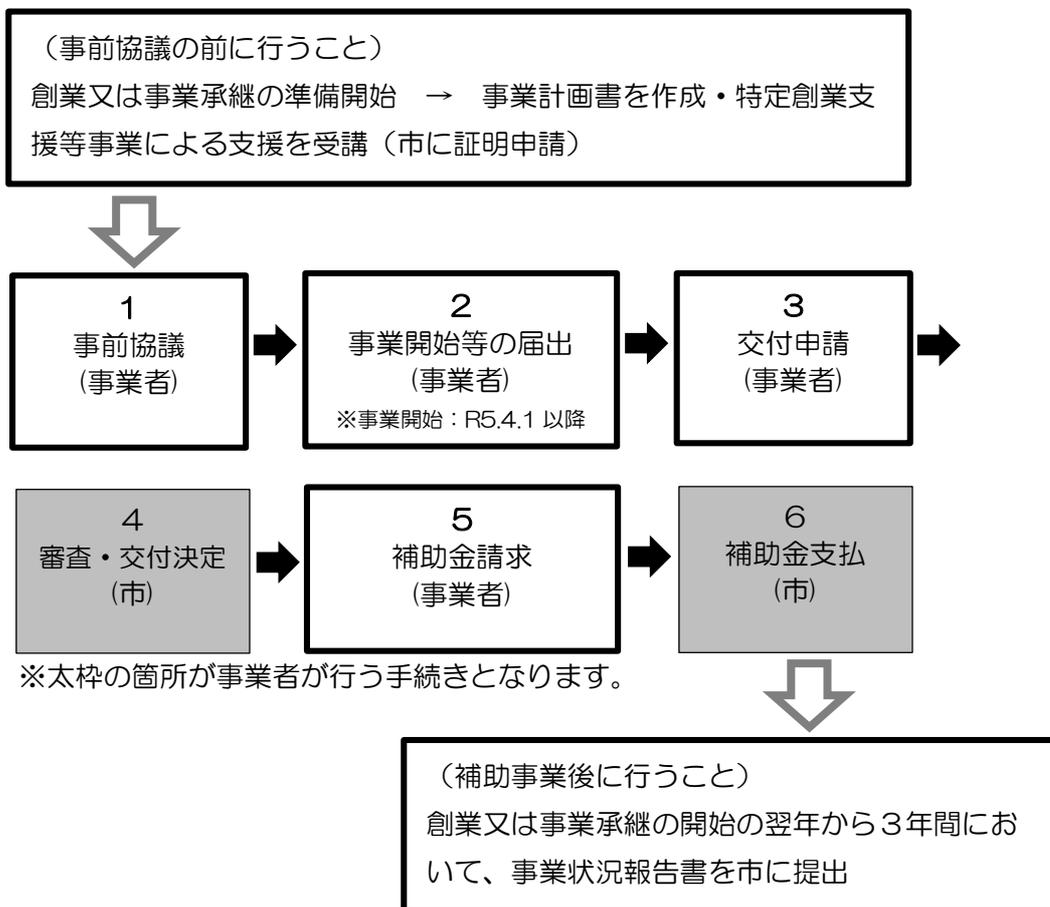 （事前協議の前に行うこと）
創業又は事業承継の準備開始　→　事業計画書を作成・特定創業支
援等事業による支援を受講（市に証明申請）
1
事前協議
(事業者)
2
事業開始等の届出
(事業者)
※事業開始：R5.4.1 以降
3
交付申請
(事業者)
4
審査・交付決定
(市)
5
補助金請求
(事業者)
6
補助金支払
(市)
※太枠の箇所が事業者が行う手続きとなります。
（補助事業後に行うこと）
創業又は事業承継の開始の翌年から３年間にお
いて、事業状況報告書を市に提出